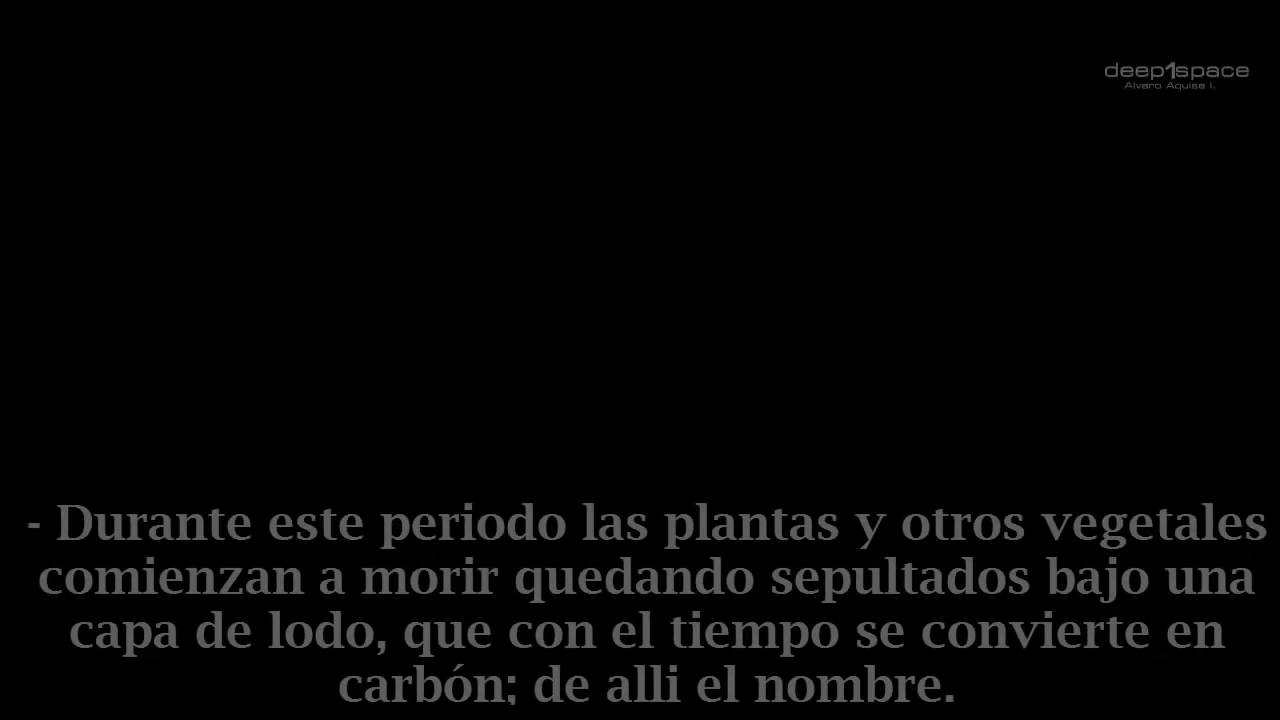 deep1space
Alvaro Aquise I.
- Durante este periodo las plantas y otros vegetales
comienzan a morir quedando sepultados bajo una
capa de lodo, que con el tiempo se convierte en
carbón; de alli el nombre.